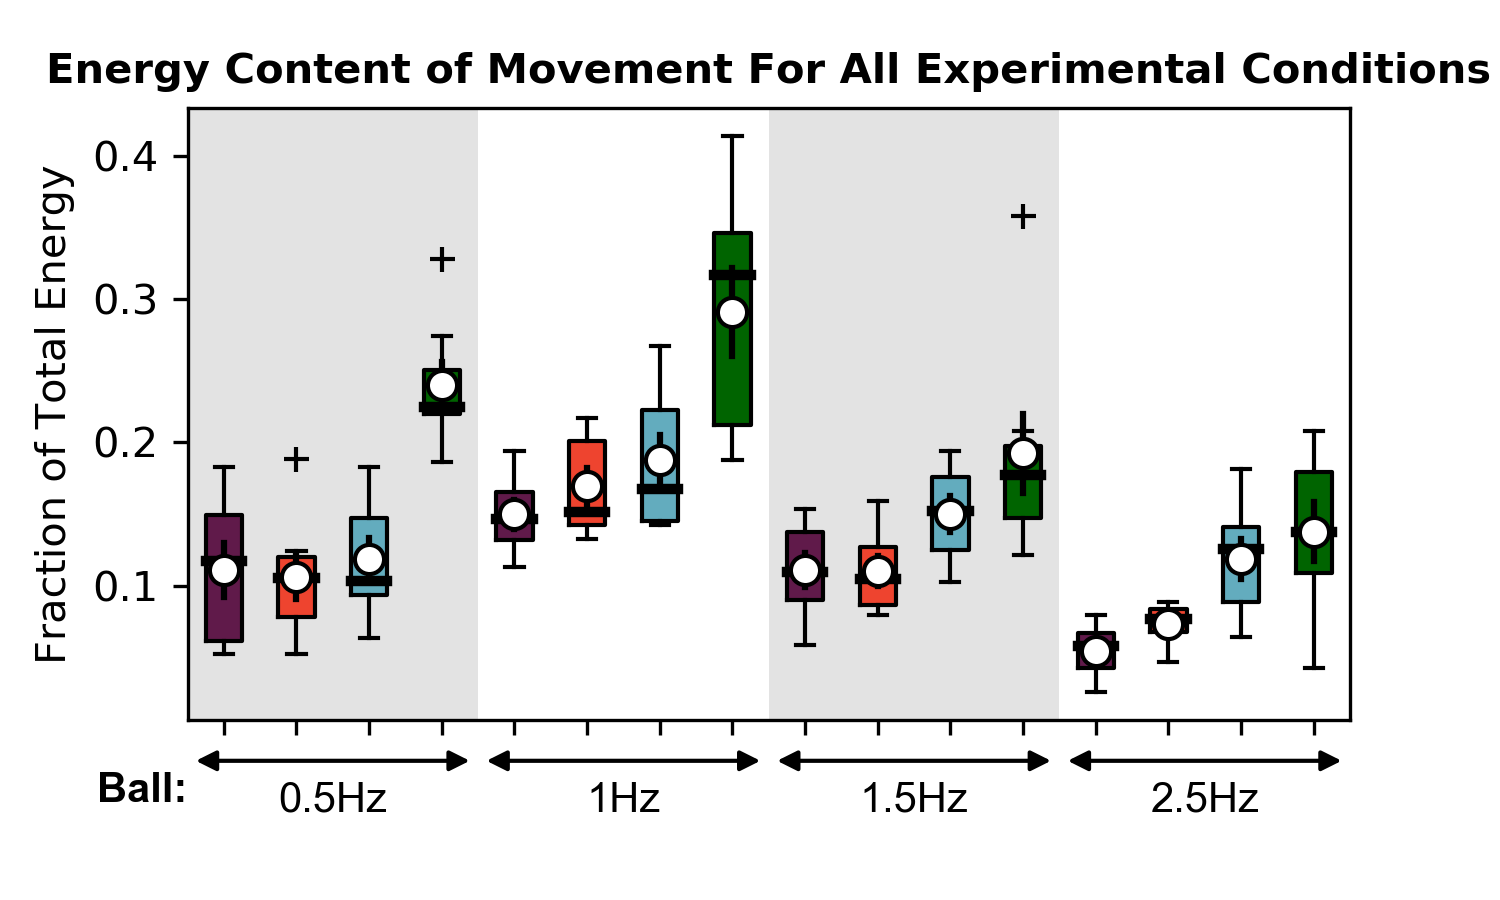 Energy Content of Movement For All Experimental Conditions
Fraction of Total Energy
0.4
0.3
0.2
0.1
Ball:
0.5Hz
1Hz
1.5Hz
2.5Hz